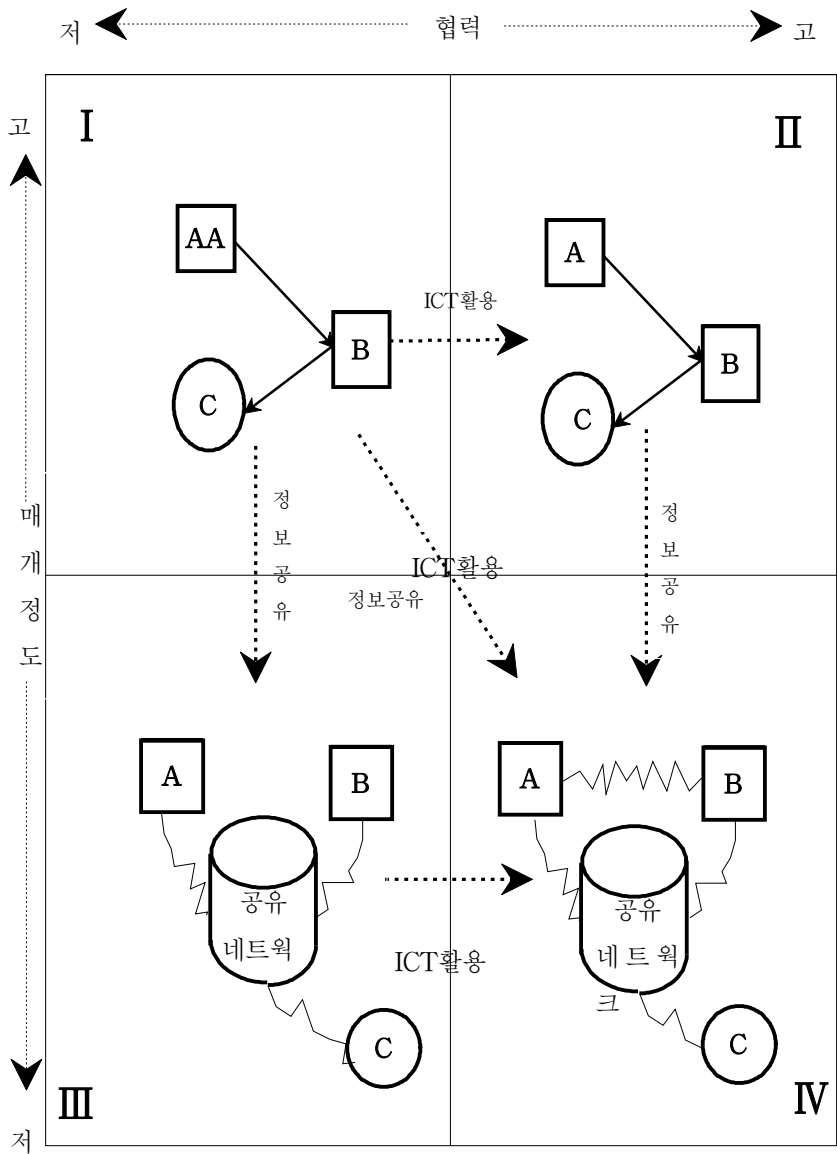 저 협력 고
고
Ⅰ
Ⅱ
AA
A
ICT활용
B
B
C
C
매
개
정
도
정
보
공
유
정
보
공
유
ICT활용
정보공유
A
B
A
B
공유
네트웍
공유
네 트 웍
크
ICT활용
C
C
Ⅲ
Ⅳ
저